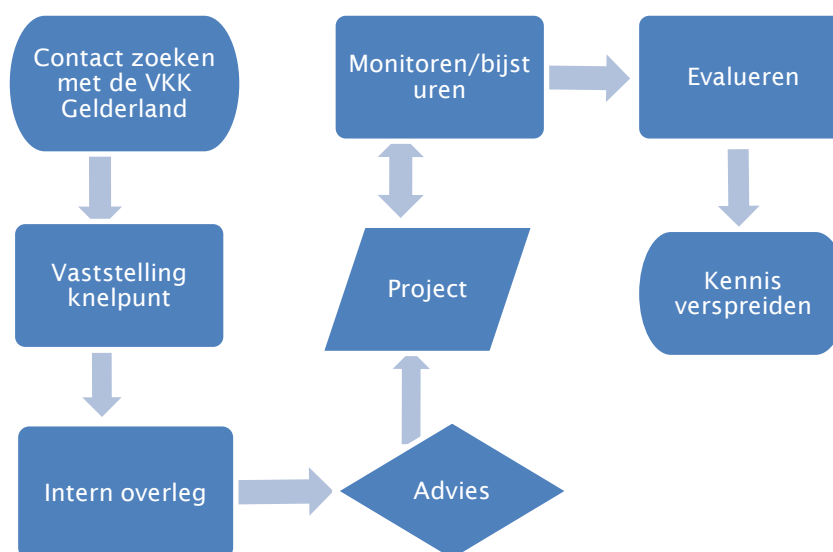 Contact zoeken
met de VKK
Gelderland
Vaststelling
knelpunt
Intern overleg
Advies
Project
Monitoren/bijst
uren
Evalueren
Kennis
verspreiden